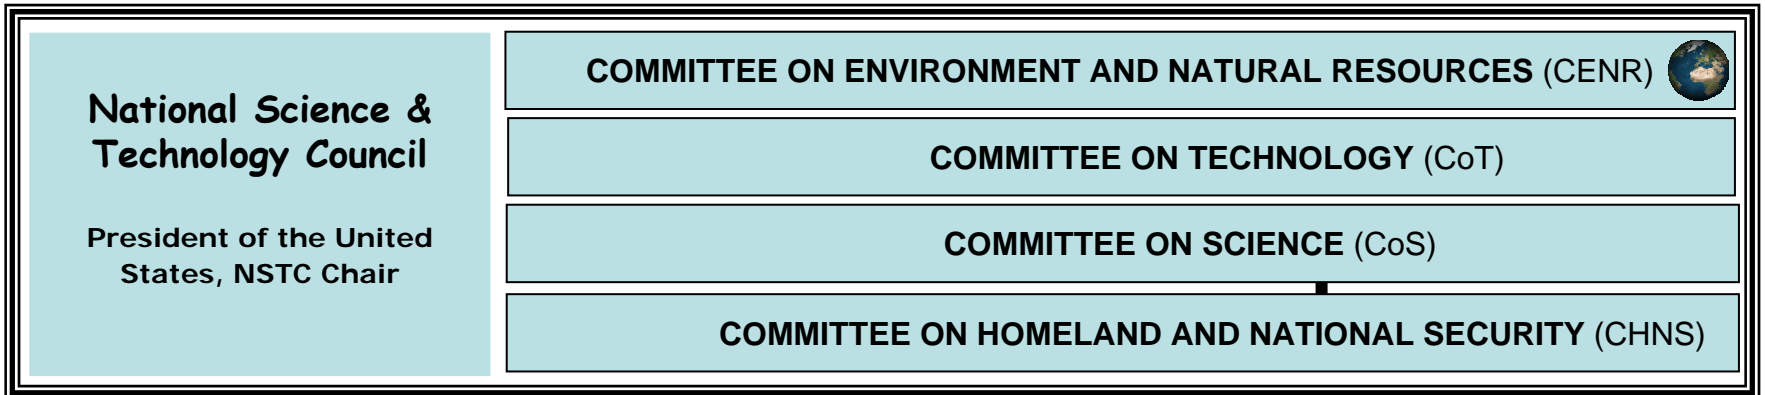 National Science &
Technology Council
President of the United
States, NSTC Chair
COMMITTEE ON ENVIRONMENT AND NATURAL RESOURCES (CENR)
COMMITTEE ON TECHNOLOGY (CoT)
COMMITTEE ON SCIENCE (CoS)
COMMITTEE ON HOMELAND AND NATIONAL SECURITY (CHNS)